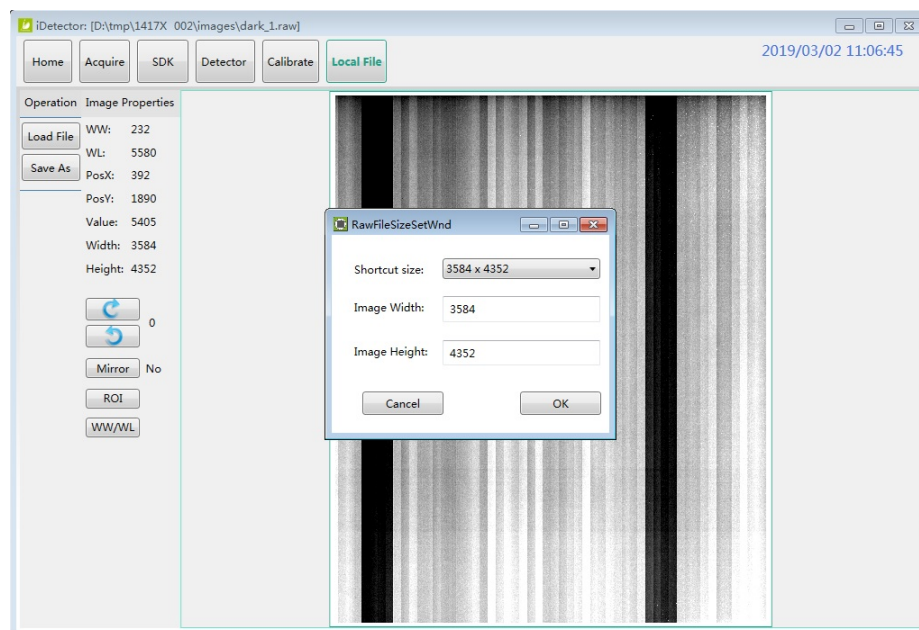 iDetector: [D:\tmp\1417X 002\images\dark_1.raw]
Home Acquire SDK Detector Calibrate Local File
2019/03/02 11:06:45
Operation Image Properties
Load File
Save As
WW: 232
WL: 5580
PosX: 392
PosY: 1890
Value: 5405
Width: 3584
Height: 4352
0
Mirror No
ROI
WW/WL
RawFileSizeSetWnd
Shortcut size: 3584 x 4352
Image Width: 3584
Image Height: 4352
Cancel OK